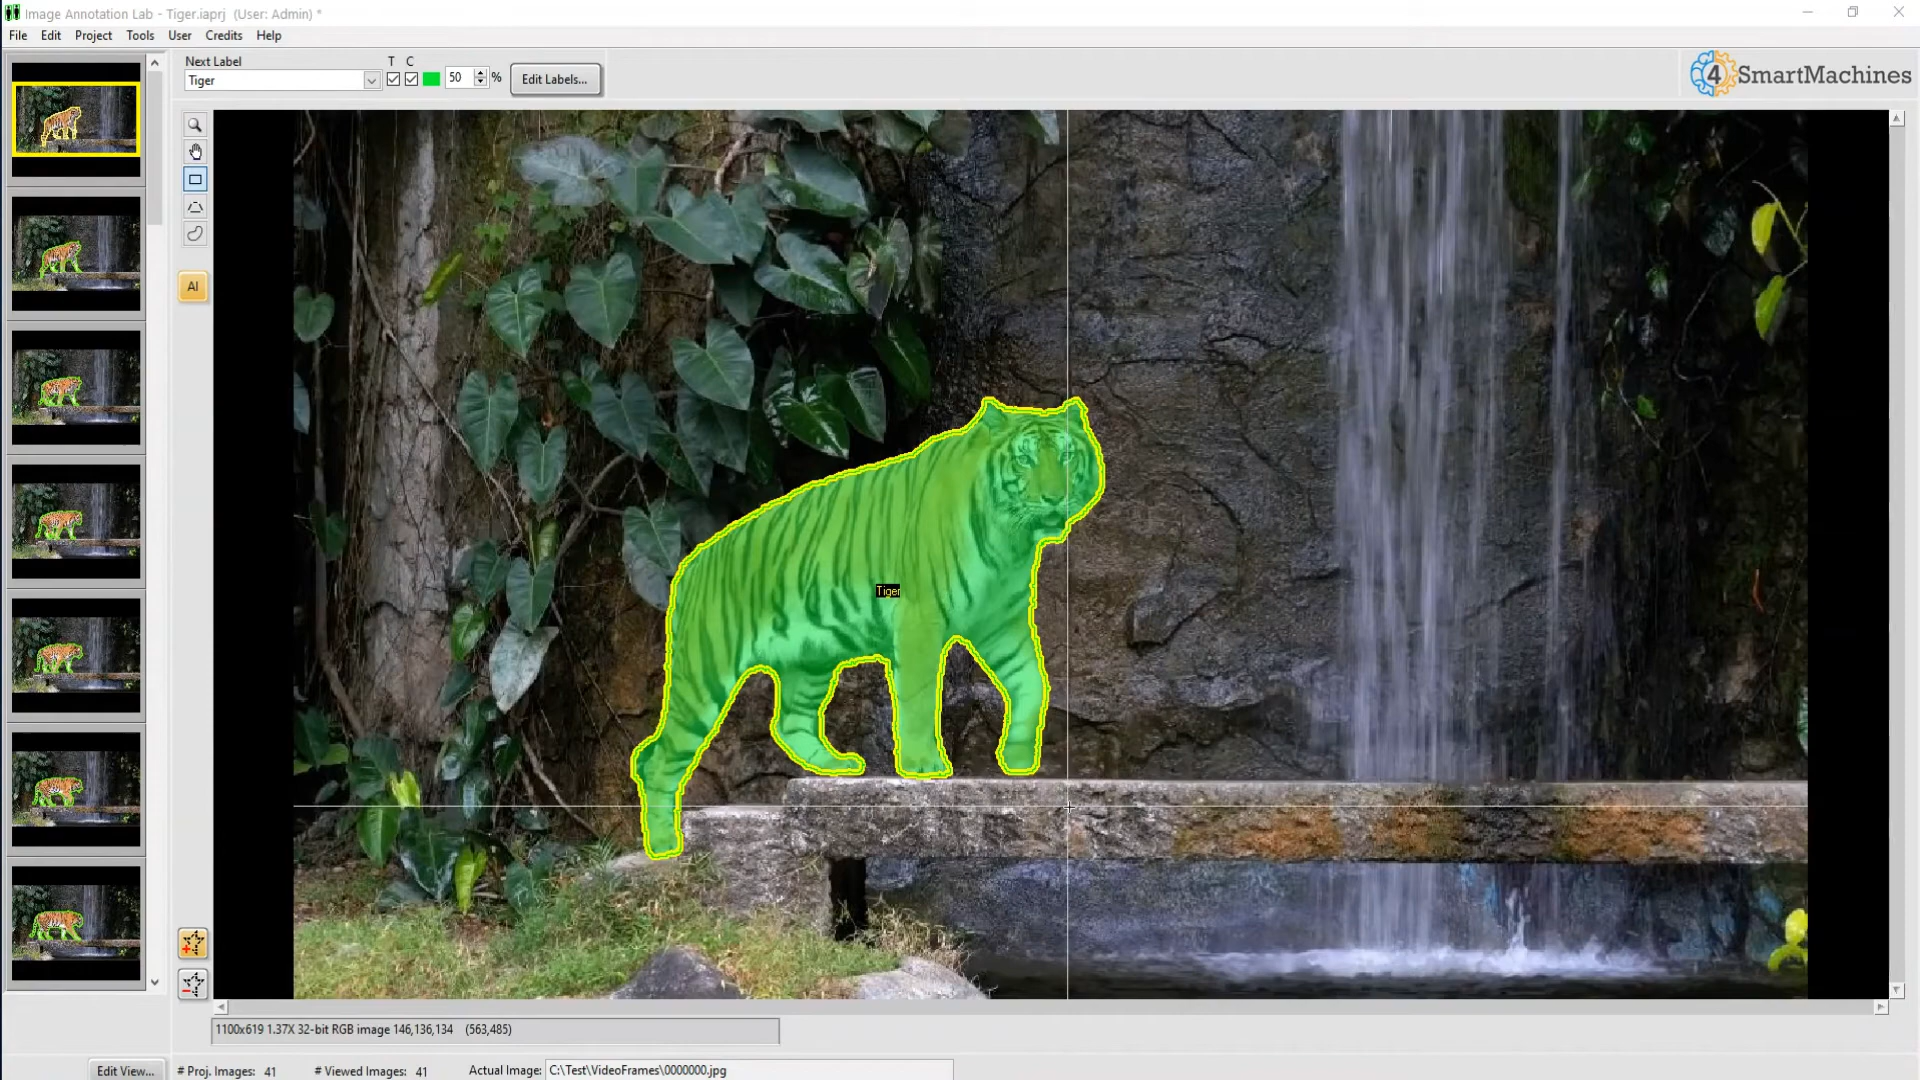 Image Annotation Lab - Tiger.iaprj (User: Admin) *
File Edit Project Tools User Credits Help
Next Label T C
Tiger 50 % Edit Labels...
4 SmartMachines
AI
Tiger
1100x619 1.37X 32-bit RGB image 146,136,134 (563,485)
Edit View... # Proj. Images: 41 # Viewed Images: 41 Actual Image: C:\Test\VideoFrames\0000000.jpg